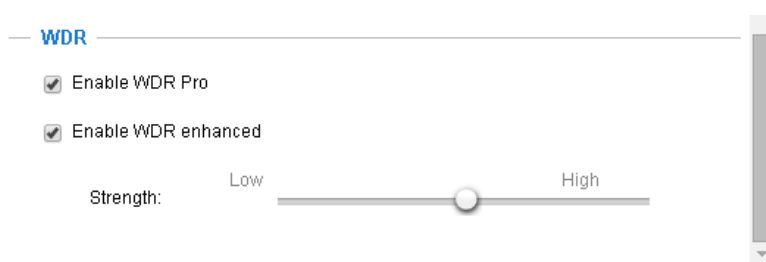 WDR
Enable WDR Pro
Enable WDR enhanced
Low High
Strength: